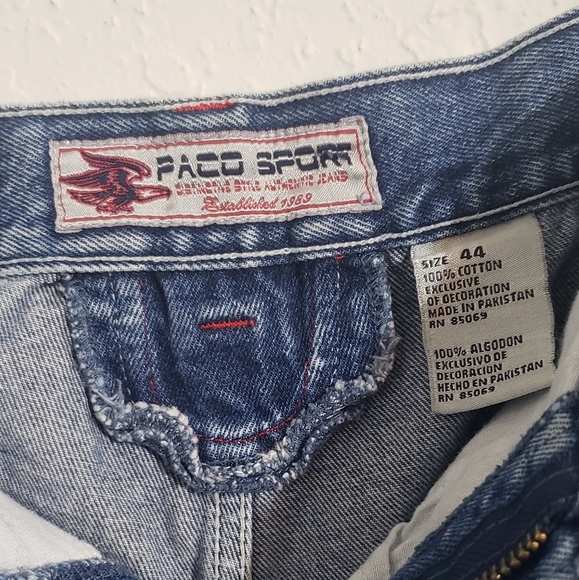 PACO SPORT
DISTINCTIVE STYLE AUTHENTIC JEANS
Established 1989
SIZE 44
100% COTTON
EXCLUSIVE
OF DECORATION
MADE IN PAKISTAN
RN 85069
100% ALGODON
EXCLUSIVO DE
DECORACION
HECHO EN PAKISTAN
RN 85069